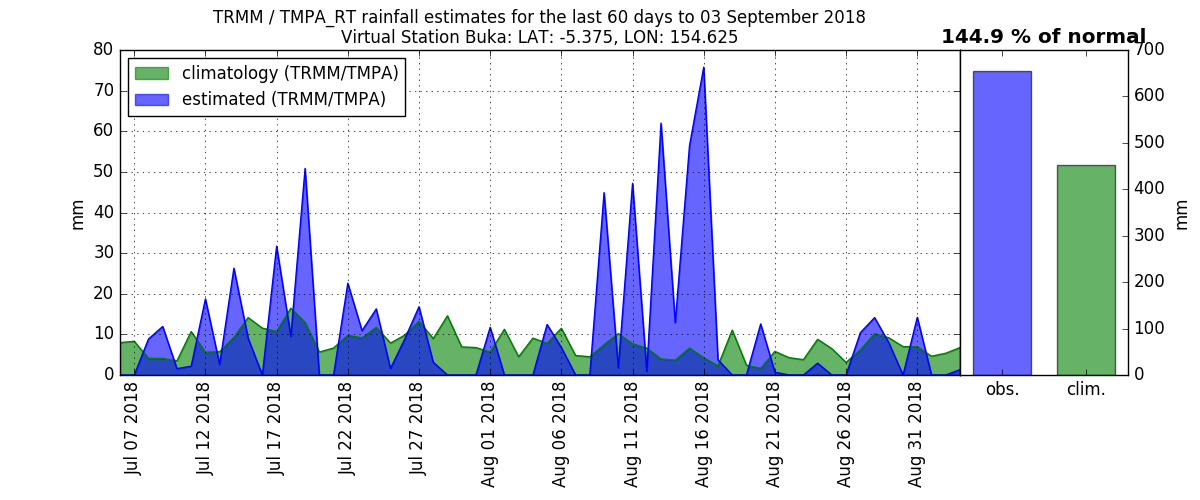 TRMM / TMPA_RT rainfall estimates for the last 60 days to 03 September 2018
Virtual Station Buka: LAT: -5.375, LON: 154.625
144.9 % of normal
climatology (TRMM/TMPA)
estimated (TRMM/TMPA)
mm
80
70
60
50
40
30
20
10
0
Jul 07 2018
Jul 12 2018
Jul 17 2018
Jul 22 2018
Jul 27 2018
Aug 01 2018
Aug 06 2018
Aug 11 2018
Aug 16 2018
Aug 21 2018
Aug 26 2018
Aug 31 2018
obs.
clim.
700
600
500
400
300
200
100
0
mm